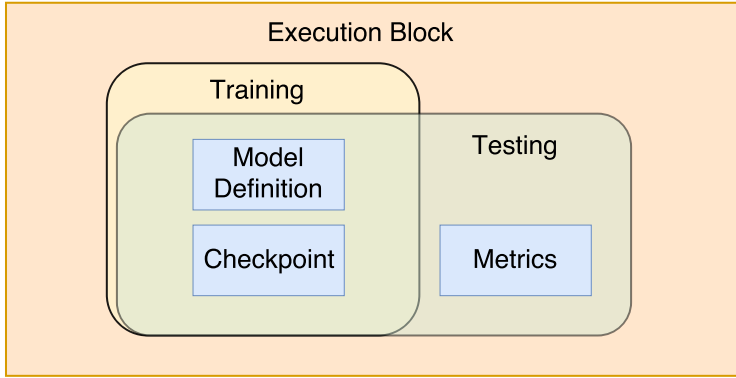 Execution Block
Training
Testing
Model
Definition
Checkpoint
Metrics